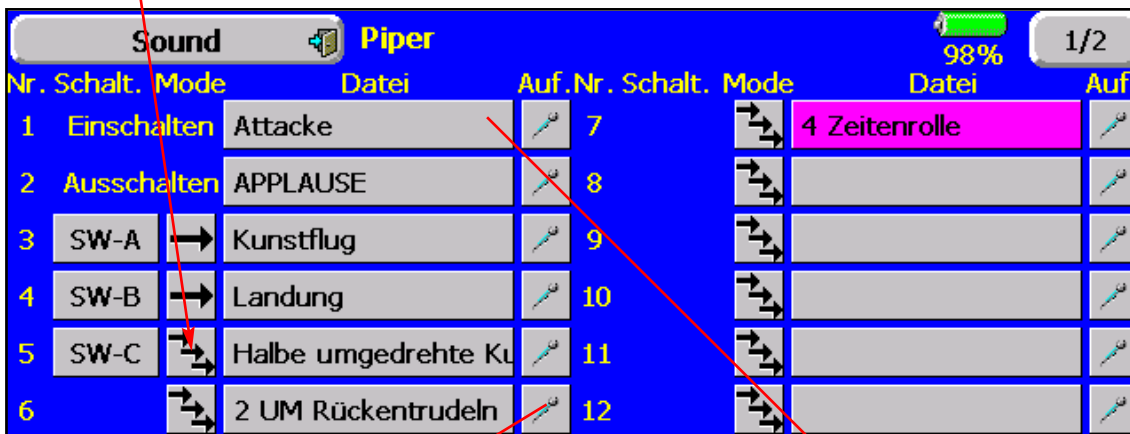 Sound Piper 98% 1/2
Nr. Schalt. Mode Datei Auf. Nr. Schalt. Mode Datei Auf
1 Einschalten Attacke 7 4 Zeitenrolle
2 Ausschalten APPLAUSE 8
3 SW-A Kunstflug 9
4 SW-B Landung 10
5 SW-C Halbe umgedrehte Ku 11
6 2 UM Rückentrudeln 12